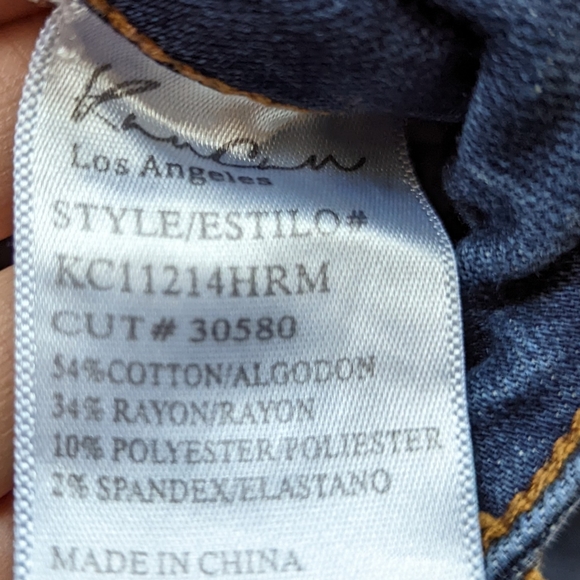 KanCan
Los Angeles
STYLE/ESTILO#
KC11214HRM
CUT# 30580
54%COTTON/ALGODON
34% RAYON/RAYON
10% POLYESTER/POLIESTER
2% SPANDEX/ELASTANO
MADE IN CHINA